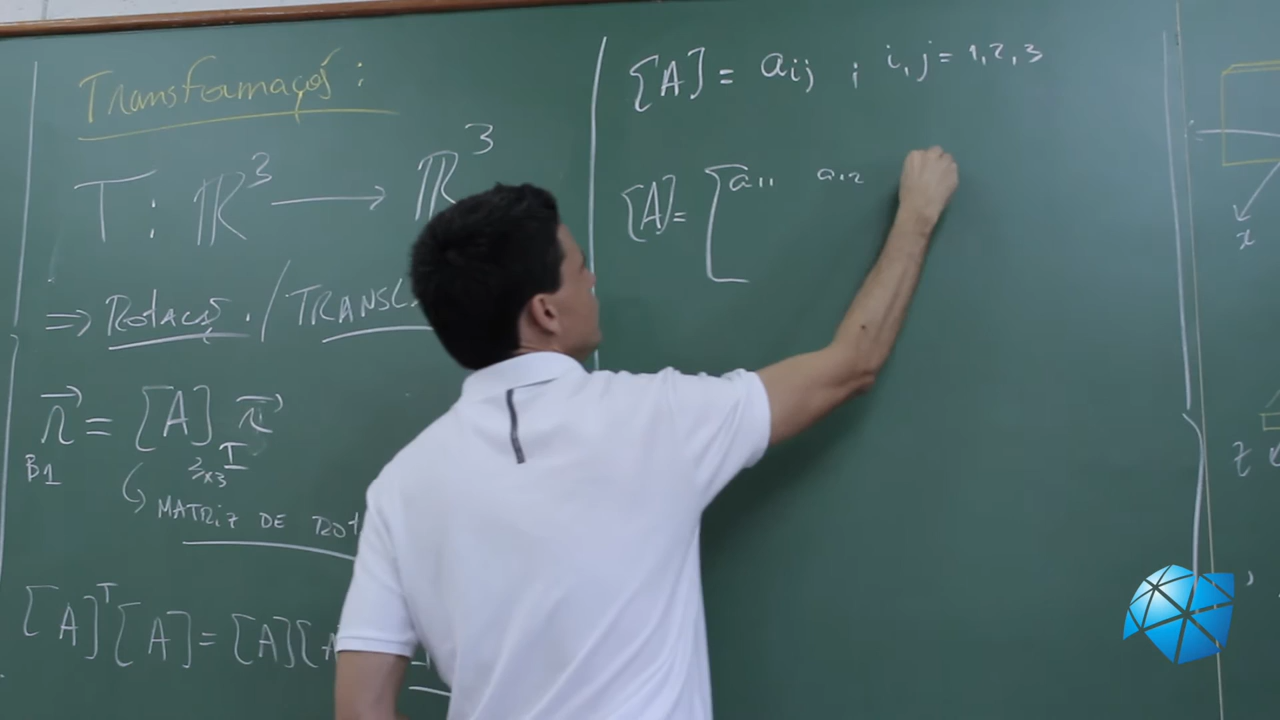 Transformações:
T : ℝ³ → ℝ³
⇒ Rotação. / TRANSL
r⃗ = [A] r⃗
B1 3x3 I
MATRIZ DE ROT
[A]ᵀ[A] = [A][A
[A] = aij ; i, j = 1, 2, 3
[A] = [a11 a12
x
z